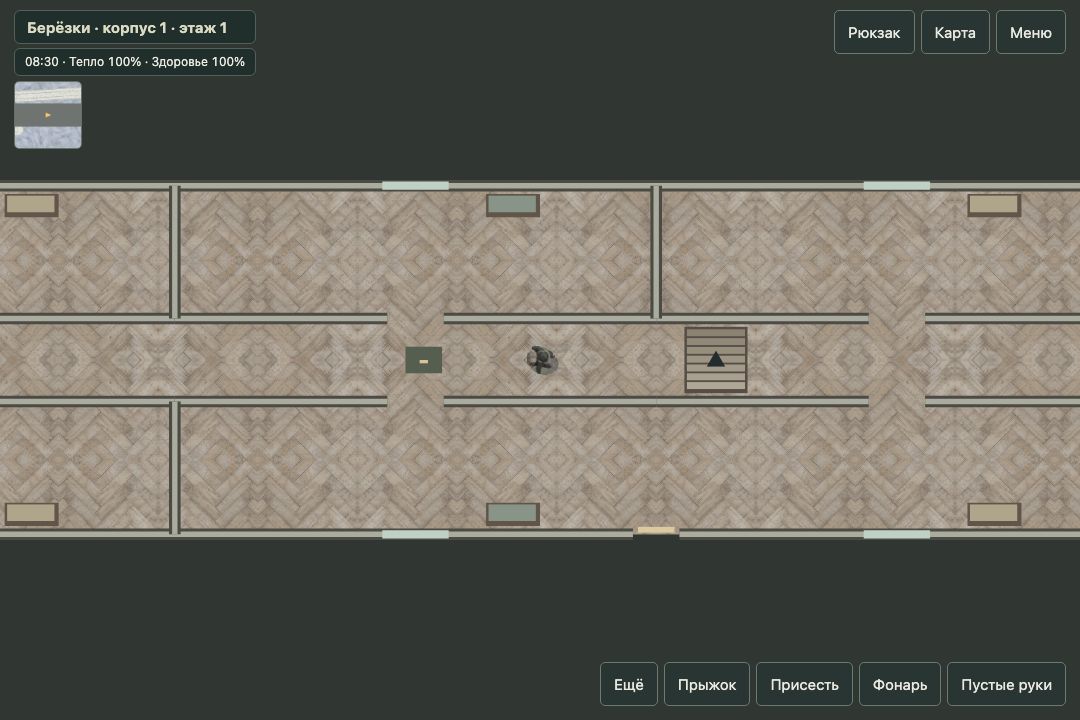 Берёзки · корпус 1 · этаж 1
08:30 · Тепло 100% · Здоровье 100%
Рюкзак
Карта
Меню
Ещё
Прыжок
Присесть
Фонарь
Пустые руки